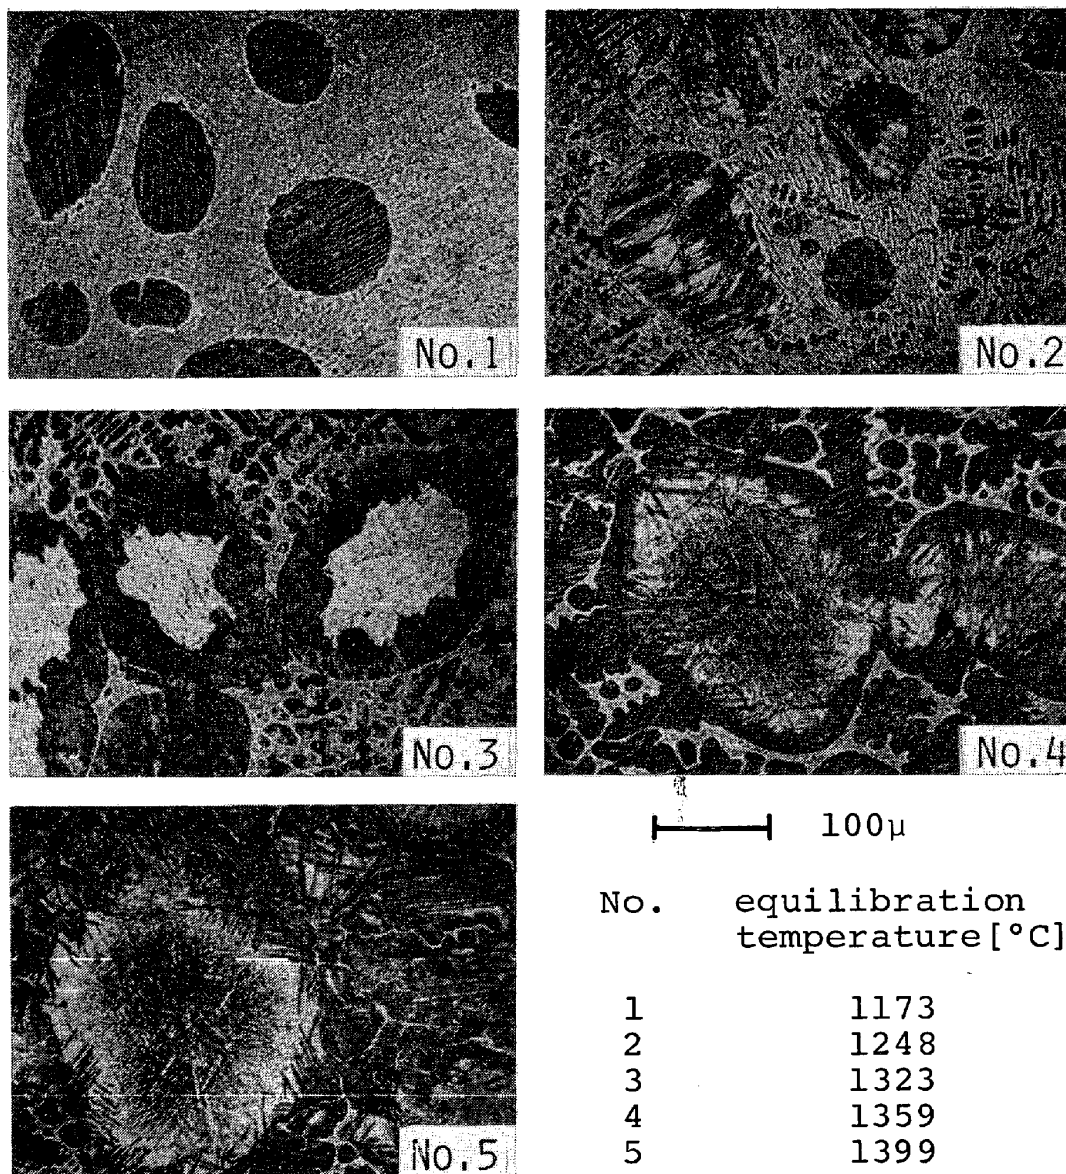 No.1
No.2
No.3
No.4
No.5
100μ
No. equilibration
temperature[°C]
1 1173
2 1248
3 1323
4 1359
5 1399